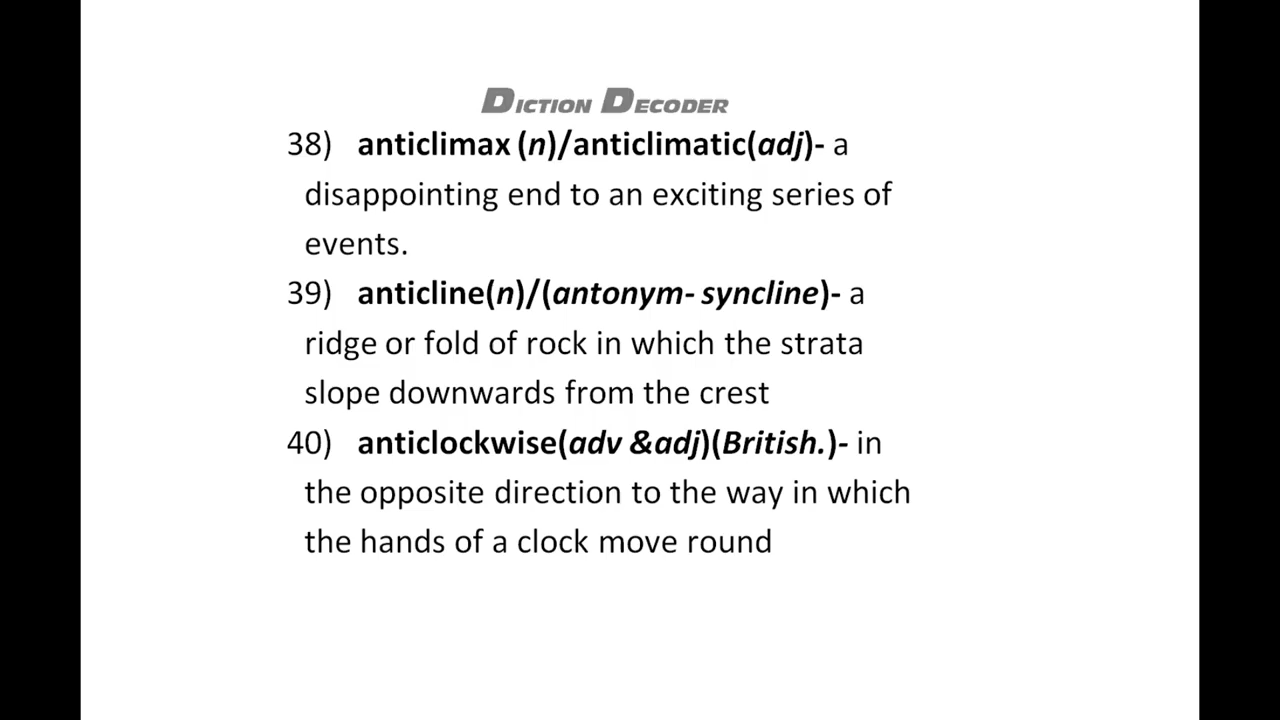 DICTION DECODER
38) anticlimax (n)/anticlimatic(adj)- a
disappointing end to an exciting series of
events.
39) anticline(n)/(antonym- syncline)- a
ridge or fold of rock in which the strata
slope downwards from the crest
40) anticlockwise(adv &adj)(British.)- in
the opposite direction to the way in which
the hands of a clock move round